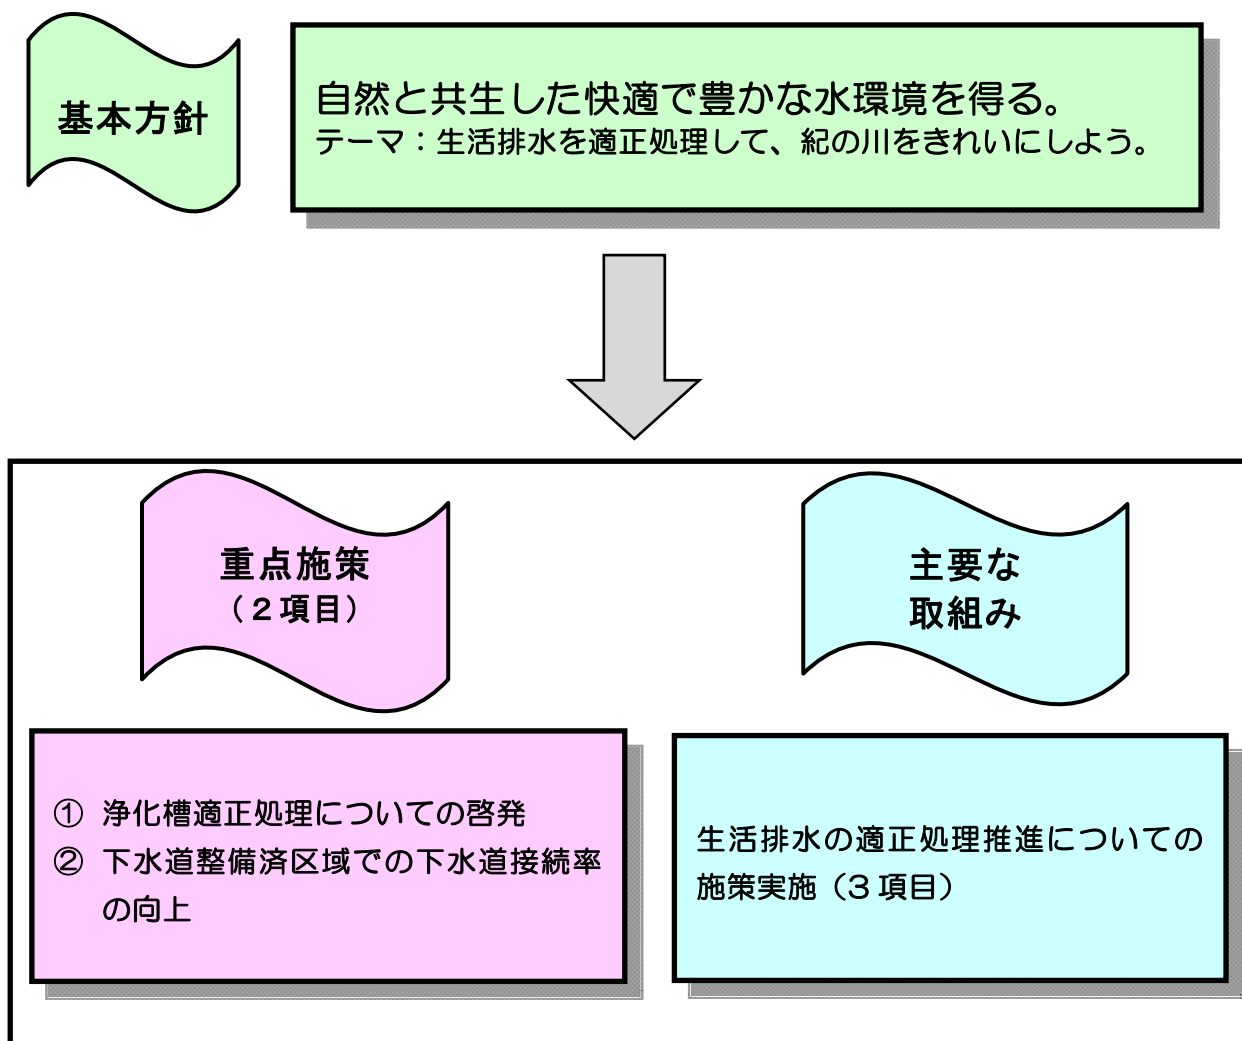 基本方針
自然と共生した快適で豊かな水環境を得る。
テーマ：生活排水を適正処理して、紀の川をきれいにしよう。
重点施策
（２項目）
① 浄化槽適正処理についての啓発
② 下水道整備済区域での下水道接続率
の向上
主要な
取組み
生活排水の適正処理推進についての
施策実施（３項目）